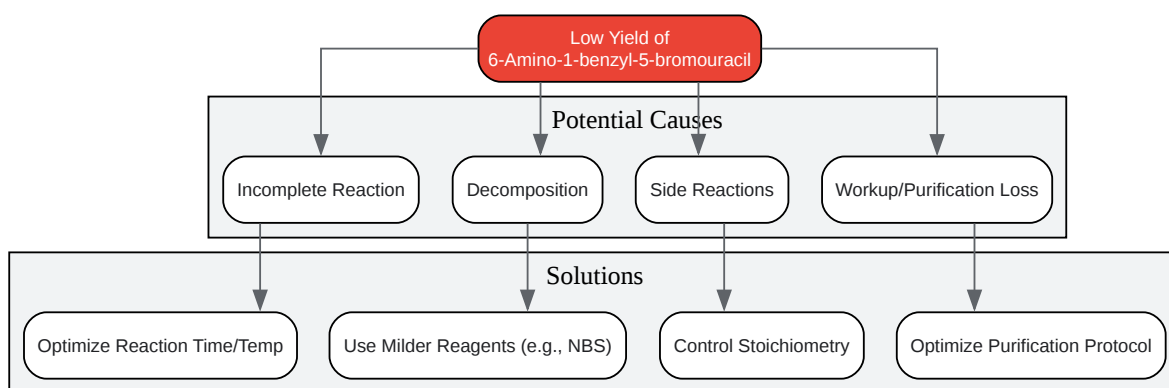 Low Yield of
6-Amino-1-benzyl-5-bromouracil
Potential Causes
Incomplete Reaction
Decomposition
Side Reactions
Workup/Purification Loss
Solutions
Optimize Reaction Time/Temp
Use Milder Reagents (e.g., NBS)
Control Stoichiometry
Optimize Purification Protocol